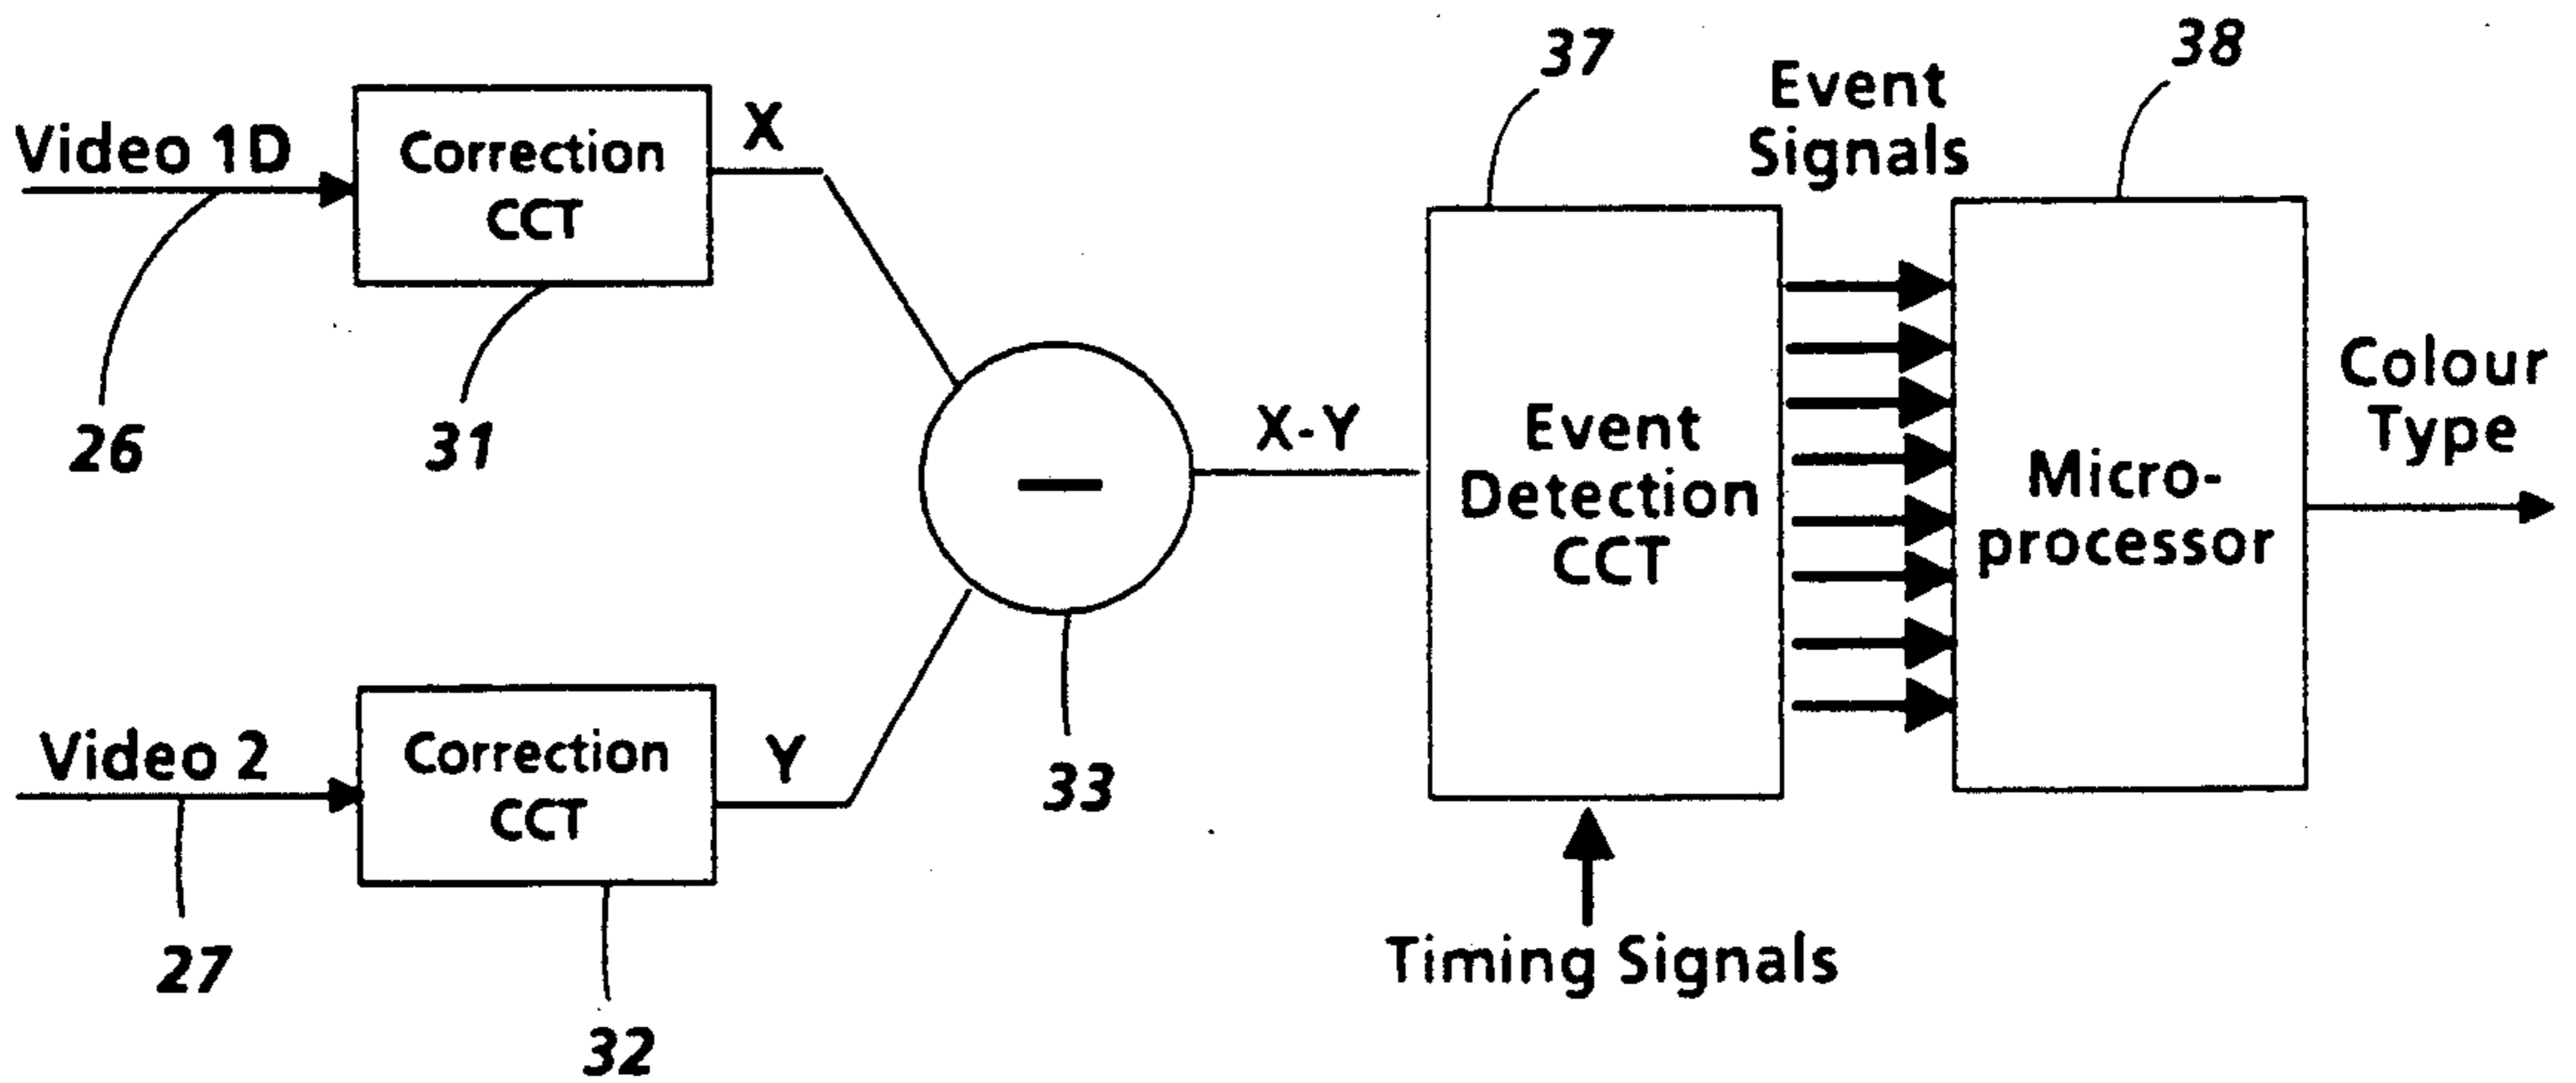 37
38
Event
Signals
Video 1D
Correction
CCT
X
26
31
Colour
Type
X-Y
Event
Detection
CCT
Micro-
processor
Video 2
Correction
CCT
Y
33
27
32
Timing Signals